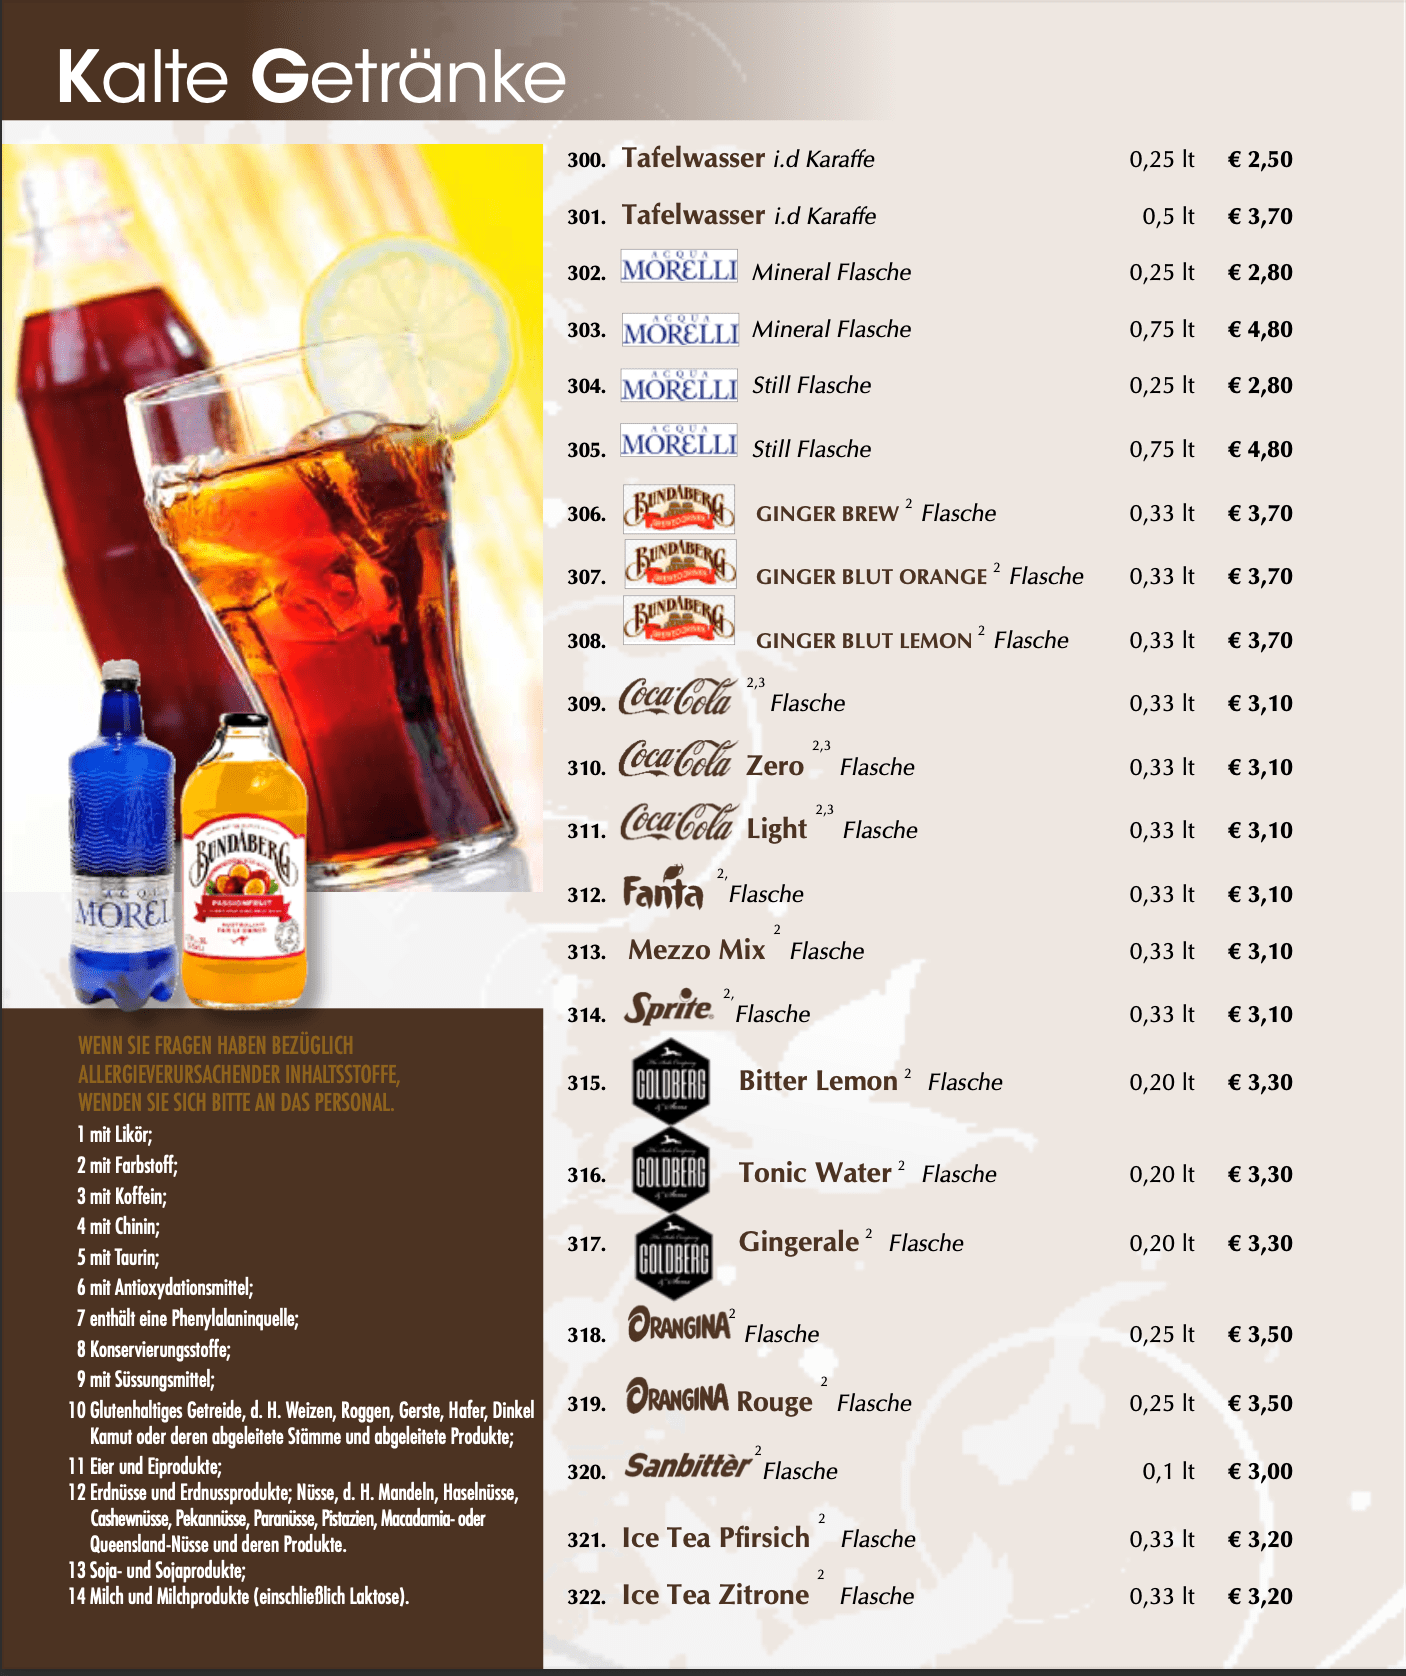 Kalte Getränke
300. Tafelwasser i.d Karaffe 0,25 lt € 2,50
301. Tafelwasser i.d Karaffe 0,5 lt € 3,70
302. ACQUA MORELLI Mineral Flasche 0,25 lt € 2,80
303. ACQUA MORELLI Mineral Flasche 0,75 lt € 4,80
304. ACQUA MORELLI Still Flasche 0,25 lt € 2,80
305. ACQUA MORELLI Still Flasche 0,75 lt € 4,80
306. BUNDABERG BREWED DRINKS GINGER BREW 2 Flasche 0,33 lt € 3,70
307. BUNDABERG BREWED DRINKS GINGER BLUT ORANGE 2 Flasche 0,33 lt € 3,70
308. BUNDABERG BREWED DRINKS GINGER BLUT LEMON 2 Flasche 0,33 lt € 3,70
309. Coca-Cola 2,3 Flasche 0,33 lt € 3,10
310. Coca-Cola Zero 2,3 Flasche 0,33 lt € 3,10
311. Coca-Cola Light 2,3 Flasche 0,33 lt € 3,10
312. Fanta 2, Flasche 0,33 lt € 3,10
313. Mezzo Mix 2 Flasche 0,33 lt € 3,10
314. Sprite 2, Flasche 0,33 lt € 3,10
315. GOLDBERG & Sons Bitter Lemon 2 Flasche 0,20 lt € 3,30
316. GOLDBERG & Sons Tonic Water 2 Flasche 0,20 lt € 3,30
317. GOLDBERG & Sons Gingerale 2 Flasche 0,20 lt € 3,30
318. ORANGINA 2 Flasche 0,25 lt € 3,50
319. ORANGINA Rouge 2 Flasche 0,25 lt € 3,50
320. Sanbittèr 2 Flasche 0,1 lt € 3,00
321. Ice Tea Pfirsich 2 Flasche 0,33 lt € 3,20
322. Ice Tea Zitrone 2 Flasche 0,33 lt € 3,20
MOREL
BUNDABERG
PASSIONFRUIT
WENN SIE FRAGEN HABEN BEZÜGLICH
ALLERGIEVERURSACHENDER INHALTSSTOFFE,
WENDEN SIE SICH BITTE AN DAS PERSONAL.
1 mit Likör;
2 mit Farbstoff;
3 mit Koffein;
4 mit Chinin;
5 mit Taurin;
6 mit Antioxydationsmittel;
7 enthält eine Phenylalaninquelle;
8 Konservierungsstoffe;
9 mit Süssungsmittel;
10 Glutenhaltiges Getreide, d. H. Weizen, Roggen, Gerste, Hafer, Dinkel
Kamut oder deren abgeleitete Stämme und abgeleitete Produkte;
11 Eier und Eiprodukte;
12 Erdnüsse und Erdnussprodukte; Nüsse, d. H. Mandeln, Haselnüsse,
Cashewnüsse, Pekannüsse, Paranüsse, Pistazien, Macadamia- oder
Queensland-Nüsse und deren Produkte.
13 Soja- und Sojaprodukte;
14 Milch und Milchprodukte (einschließlich Laktose).